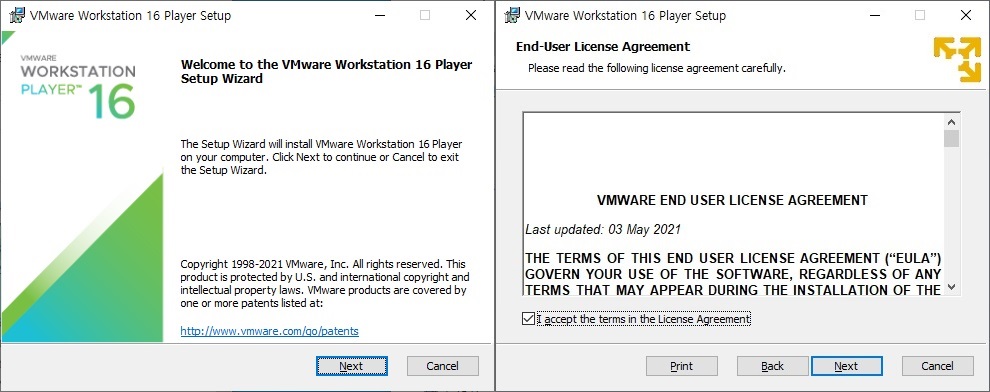 VMware Workstation 16 Player Setup
VMWARE
WORKSTATION
PLAYER™ 16
Welcome to the VMware Workstation 16 Player
Setup Wizard
The Setup Wizard will install VMware Workstation 16 Player
on your computer. Click Next to continue or Cancel to exit
the Setup Wizard.
Copyright 1998-2021 VMware, Inc. All rights reserved. This
product is protected by U.S. and international copyright and
intellectual property laws. VMware products are covered by
one or more patents listed at:
http://www.vmware.com/go/patents
Next
Cancel
VMware Workstation 16 Player Setup
End-User License Agreement
Please read the following license agreement carefully.
VMWARE END USER LICENSE AGREEMENT
Last updated: 03 May 2021
THE TERMS OF THIS END USER LICENSE AGREEMENT (“EULA”)
GOVERN YOUR USE OF THE SOFTWARE, REGARDLESS OF ANY
TERMS THAT MAY APPEAR DURING THE INSTALLATION OF THE
I accept the terms in the License Agreement
Print
Back
Next
Cancel